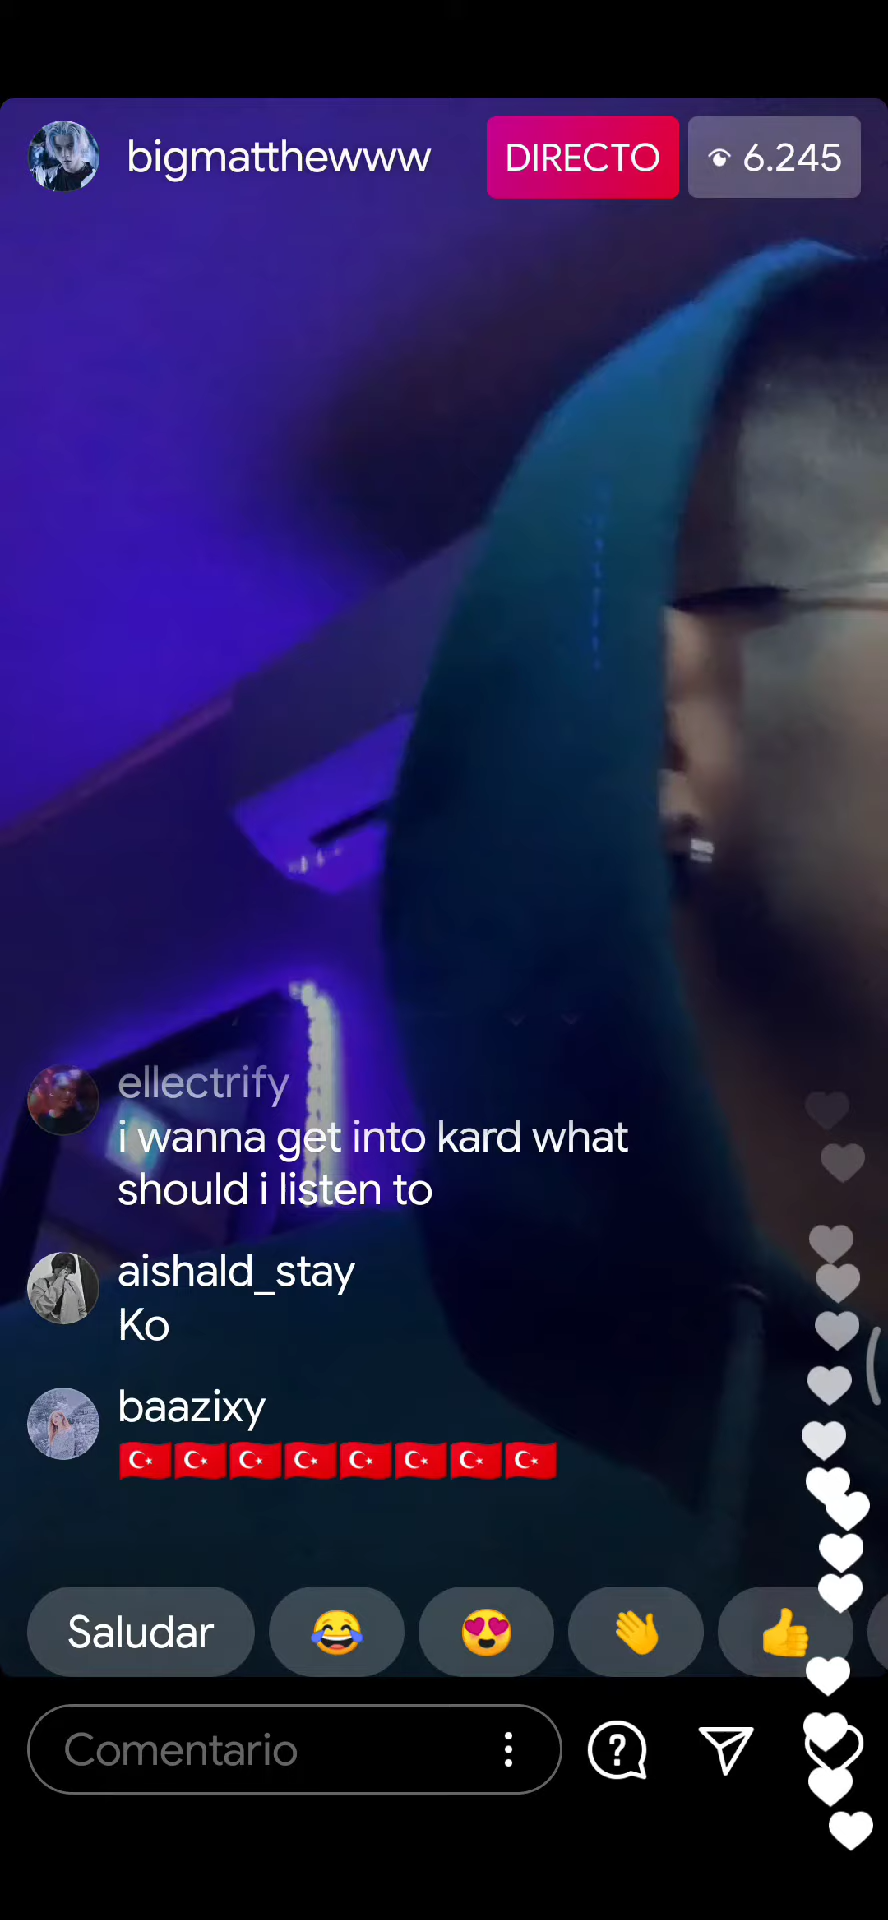 bigmatthewww
DIRECTO
6.245
ellectrify
i wanna get into kard what
should i listen to
aishald_stay
Ko
baazixy
🇹🇷🇹🇷🇹🇷🇹🇷🇹🇷🇹🇷🇹🇷🇹🇷
Saludar 😂 😍 👏 👍
Comentario